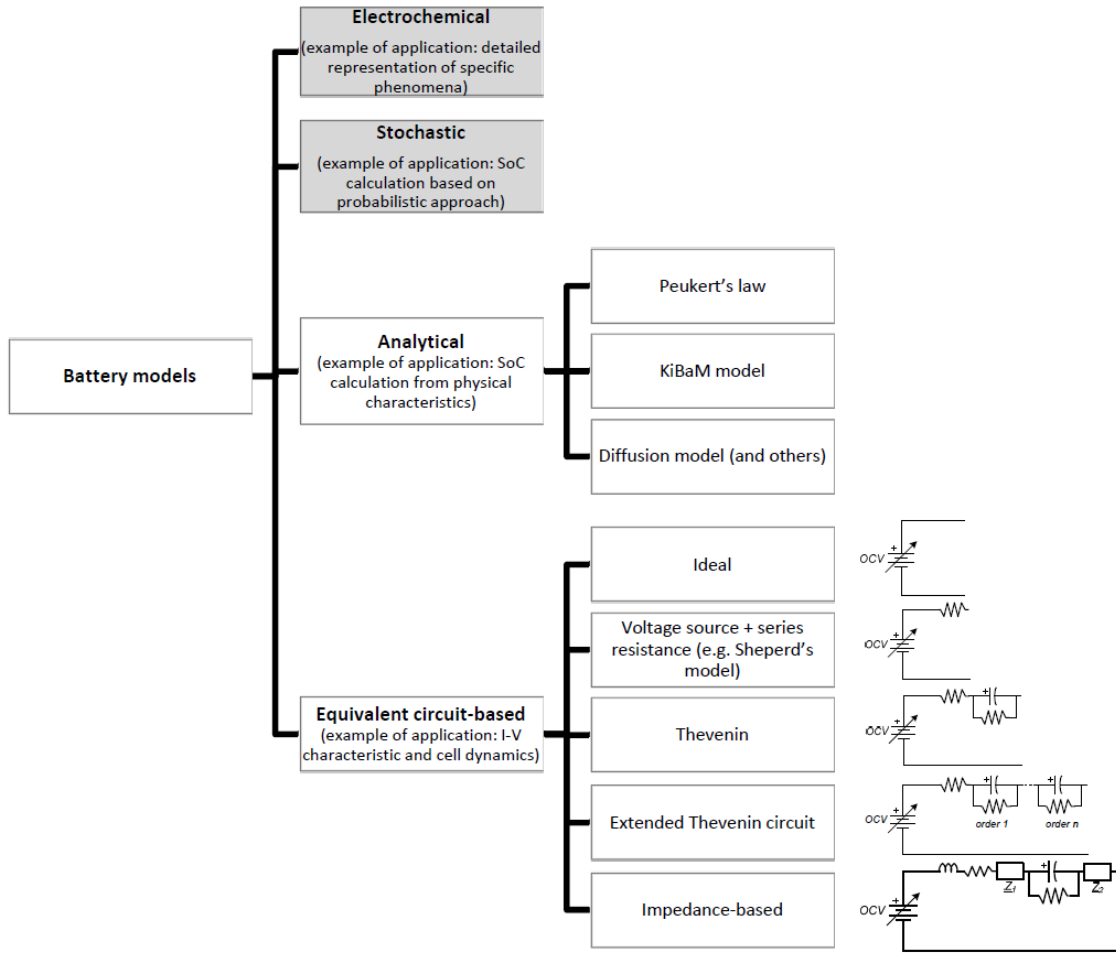 Electrochemical
(example of application: detailed
representation of specific
phenomena)
Stochastic
(example of application: SoC
calculation based on
probabilistic approach)
Battery models
Analytical
(example of application: SoC
calculation from physical
characteristics)
Peukert's law
KiBaM model
Diffusion model (and others)
Equivalent circuit-based
(example of application: I-V
characteristic and cell dynamics)
Ideal
OCV
+
Voltage source + series
resistance (e.g. Sheperd's
model)
OCV
+
Thevenin
OCV
+
+
Extended Thevenin circuit
OCV
+
+
+
order 1
order n
Impedance-based
OCV
+
+
Z1
Z2